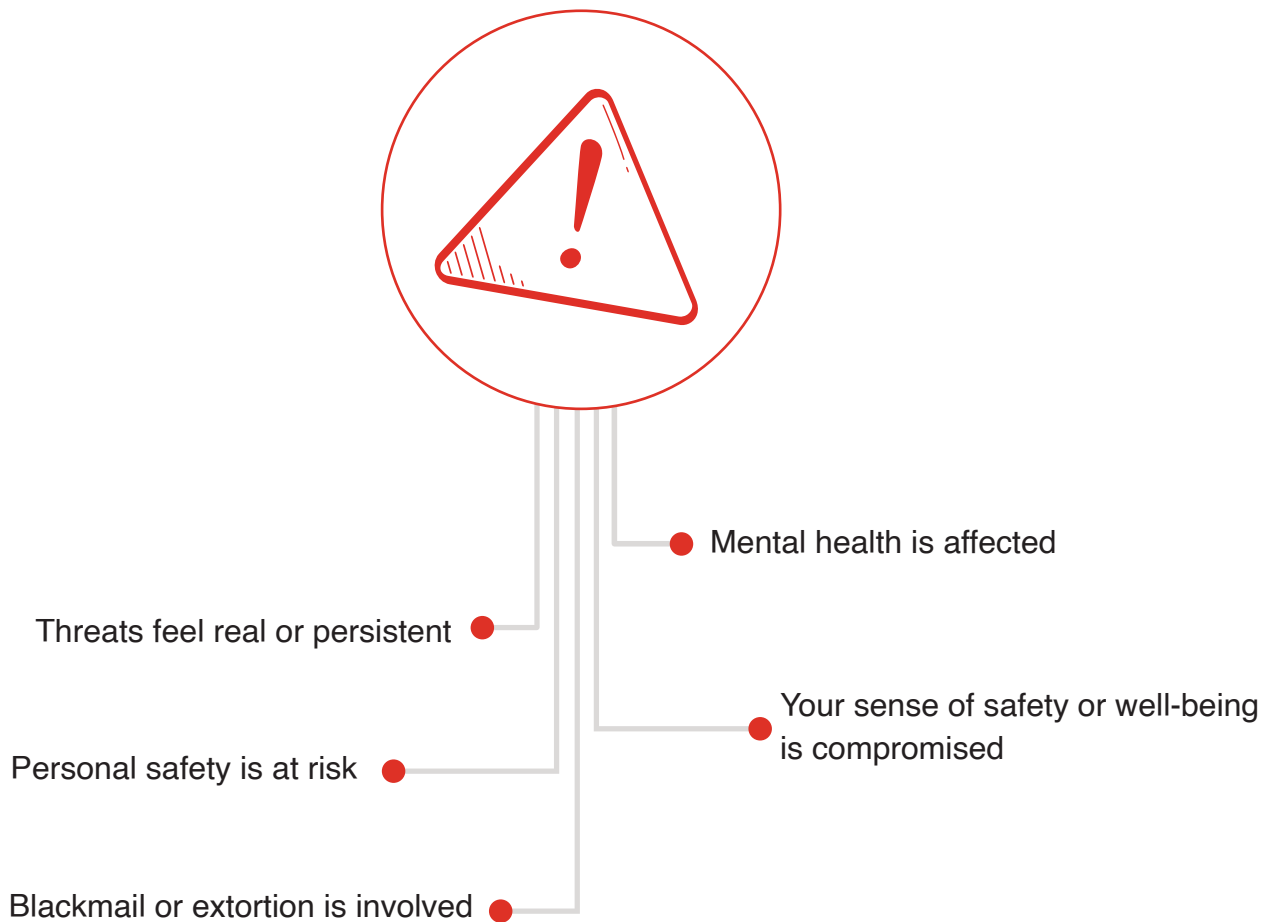 Mental health is affected
Threats feel real or persistent
Your sense of safety or well-being
is compromised
Personal safety is at risk
Blackmail or extortion is involved